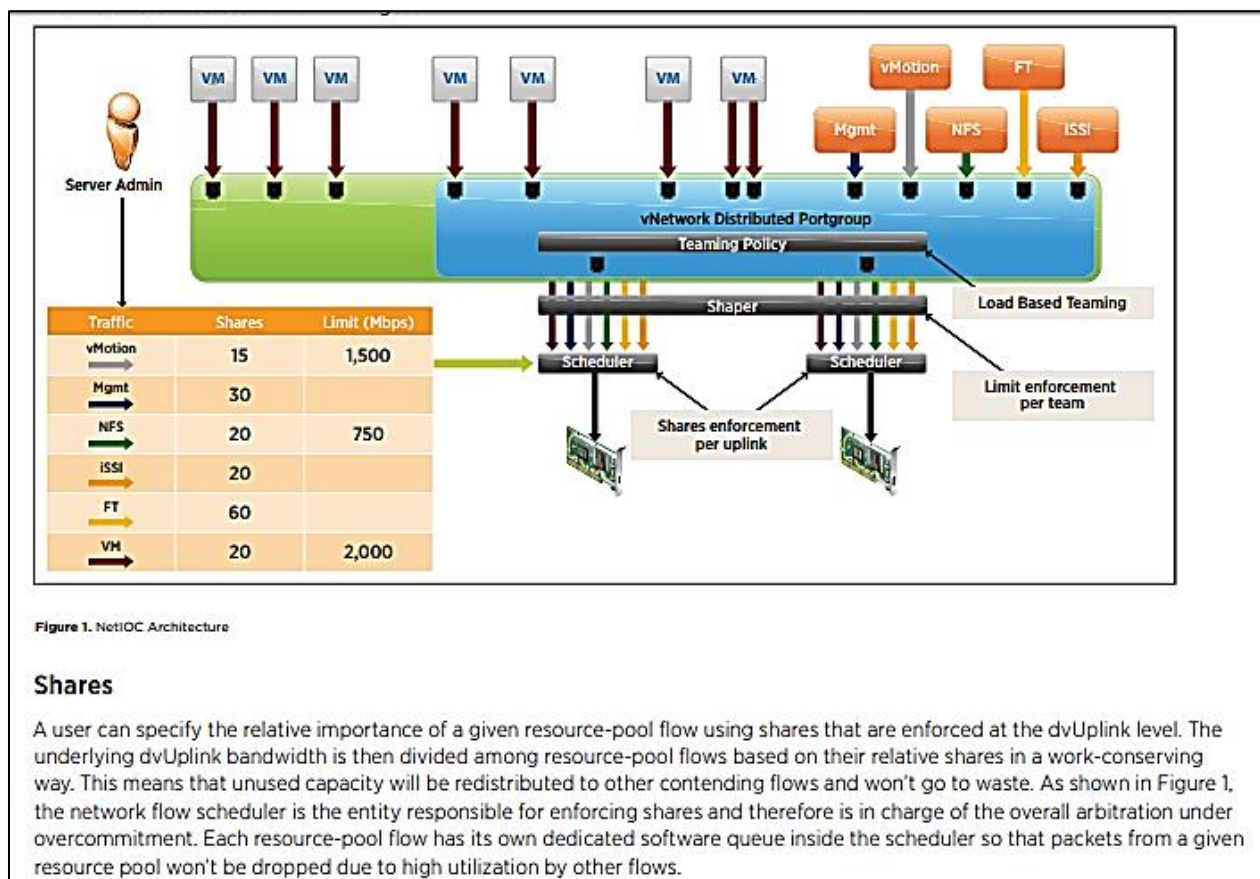 VM VM VM VM VM VM VM vMotion FT
Mgmt NFS iSSI
Server Admin
vNetwork Distributed Portgroup
Teaming Policy
Load Based Teaming
Shaper
Traffic Shares Limit (Mbps)
vMotion 15 1,500
Mgmt 30
NFS 20 750
iSSI 20
FT 60
VM 20 2,000
Scheduler Scheduler
Limit enforcement
per team
Shares enforcement
per uplink
Figure 1. NetIOC Architecture
Shares
A user can specify the relative importance of a given resource-pool flow using shares that are enforced at the dvUplink level. The
underlying dvUplink bandwidth is then divided among resource-pool flows based on their relative shares in a work-conserving
way. This means that unused capacity will be redistributed to other contending flows and won't go to waste. As shown in Figure 1,
the network flow scheduler is the entity responsible for enforcing shares and therefore is in charge of the overall arbitration under
overcommitment. Each resource-pool flow has its own dedicated software queue inside the scheduler so that packets from a given
resource pool won't be dropped due to high utilization by other flows.